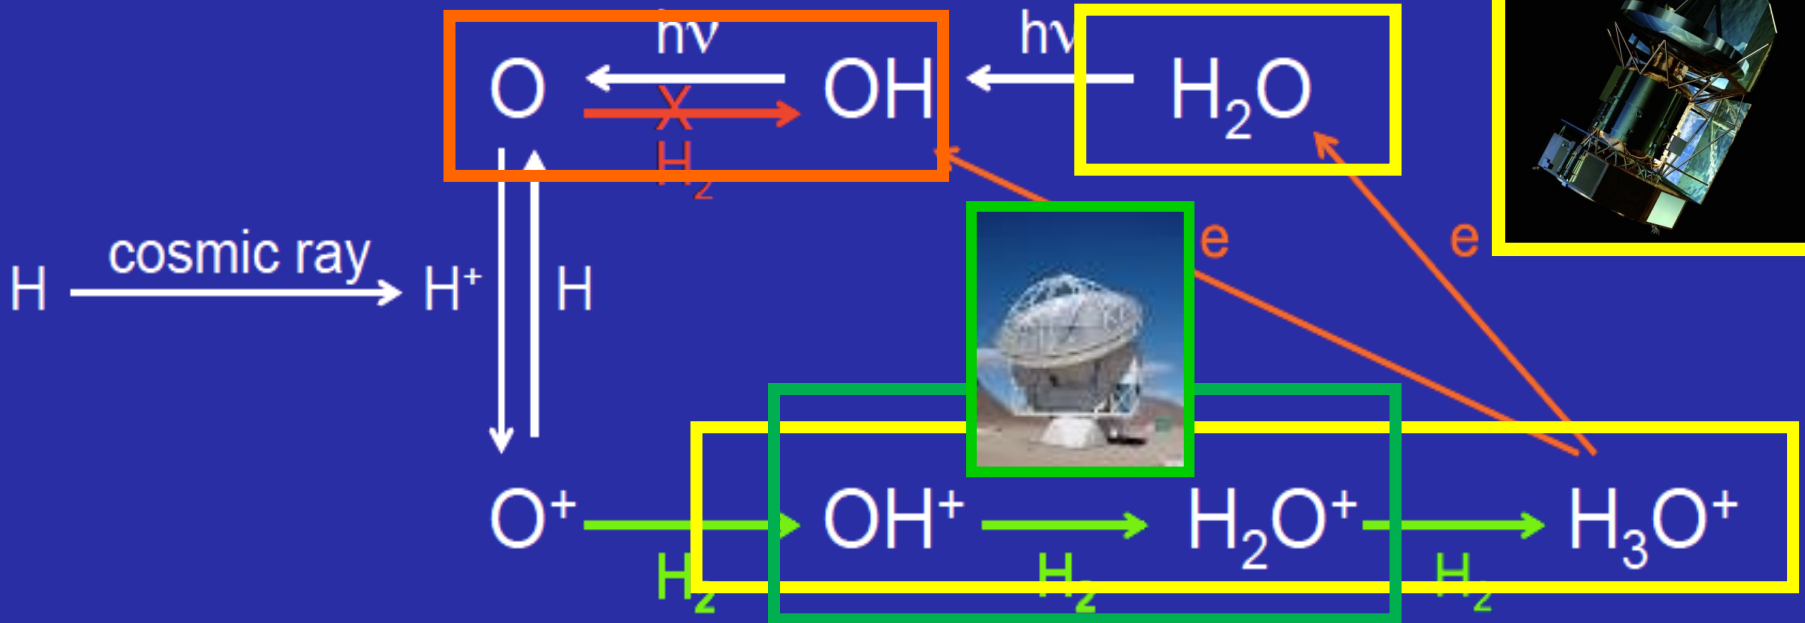 hν
hν
O
OH
H₂O
X
H₂
cosmic ray
e
e
H
H⁺
H
O⁺
OH⁺
H₂O⁺
H₃O⁺
H₂
H₂
H₂